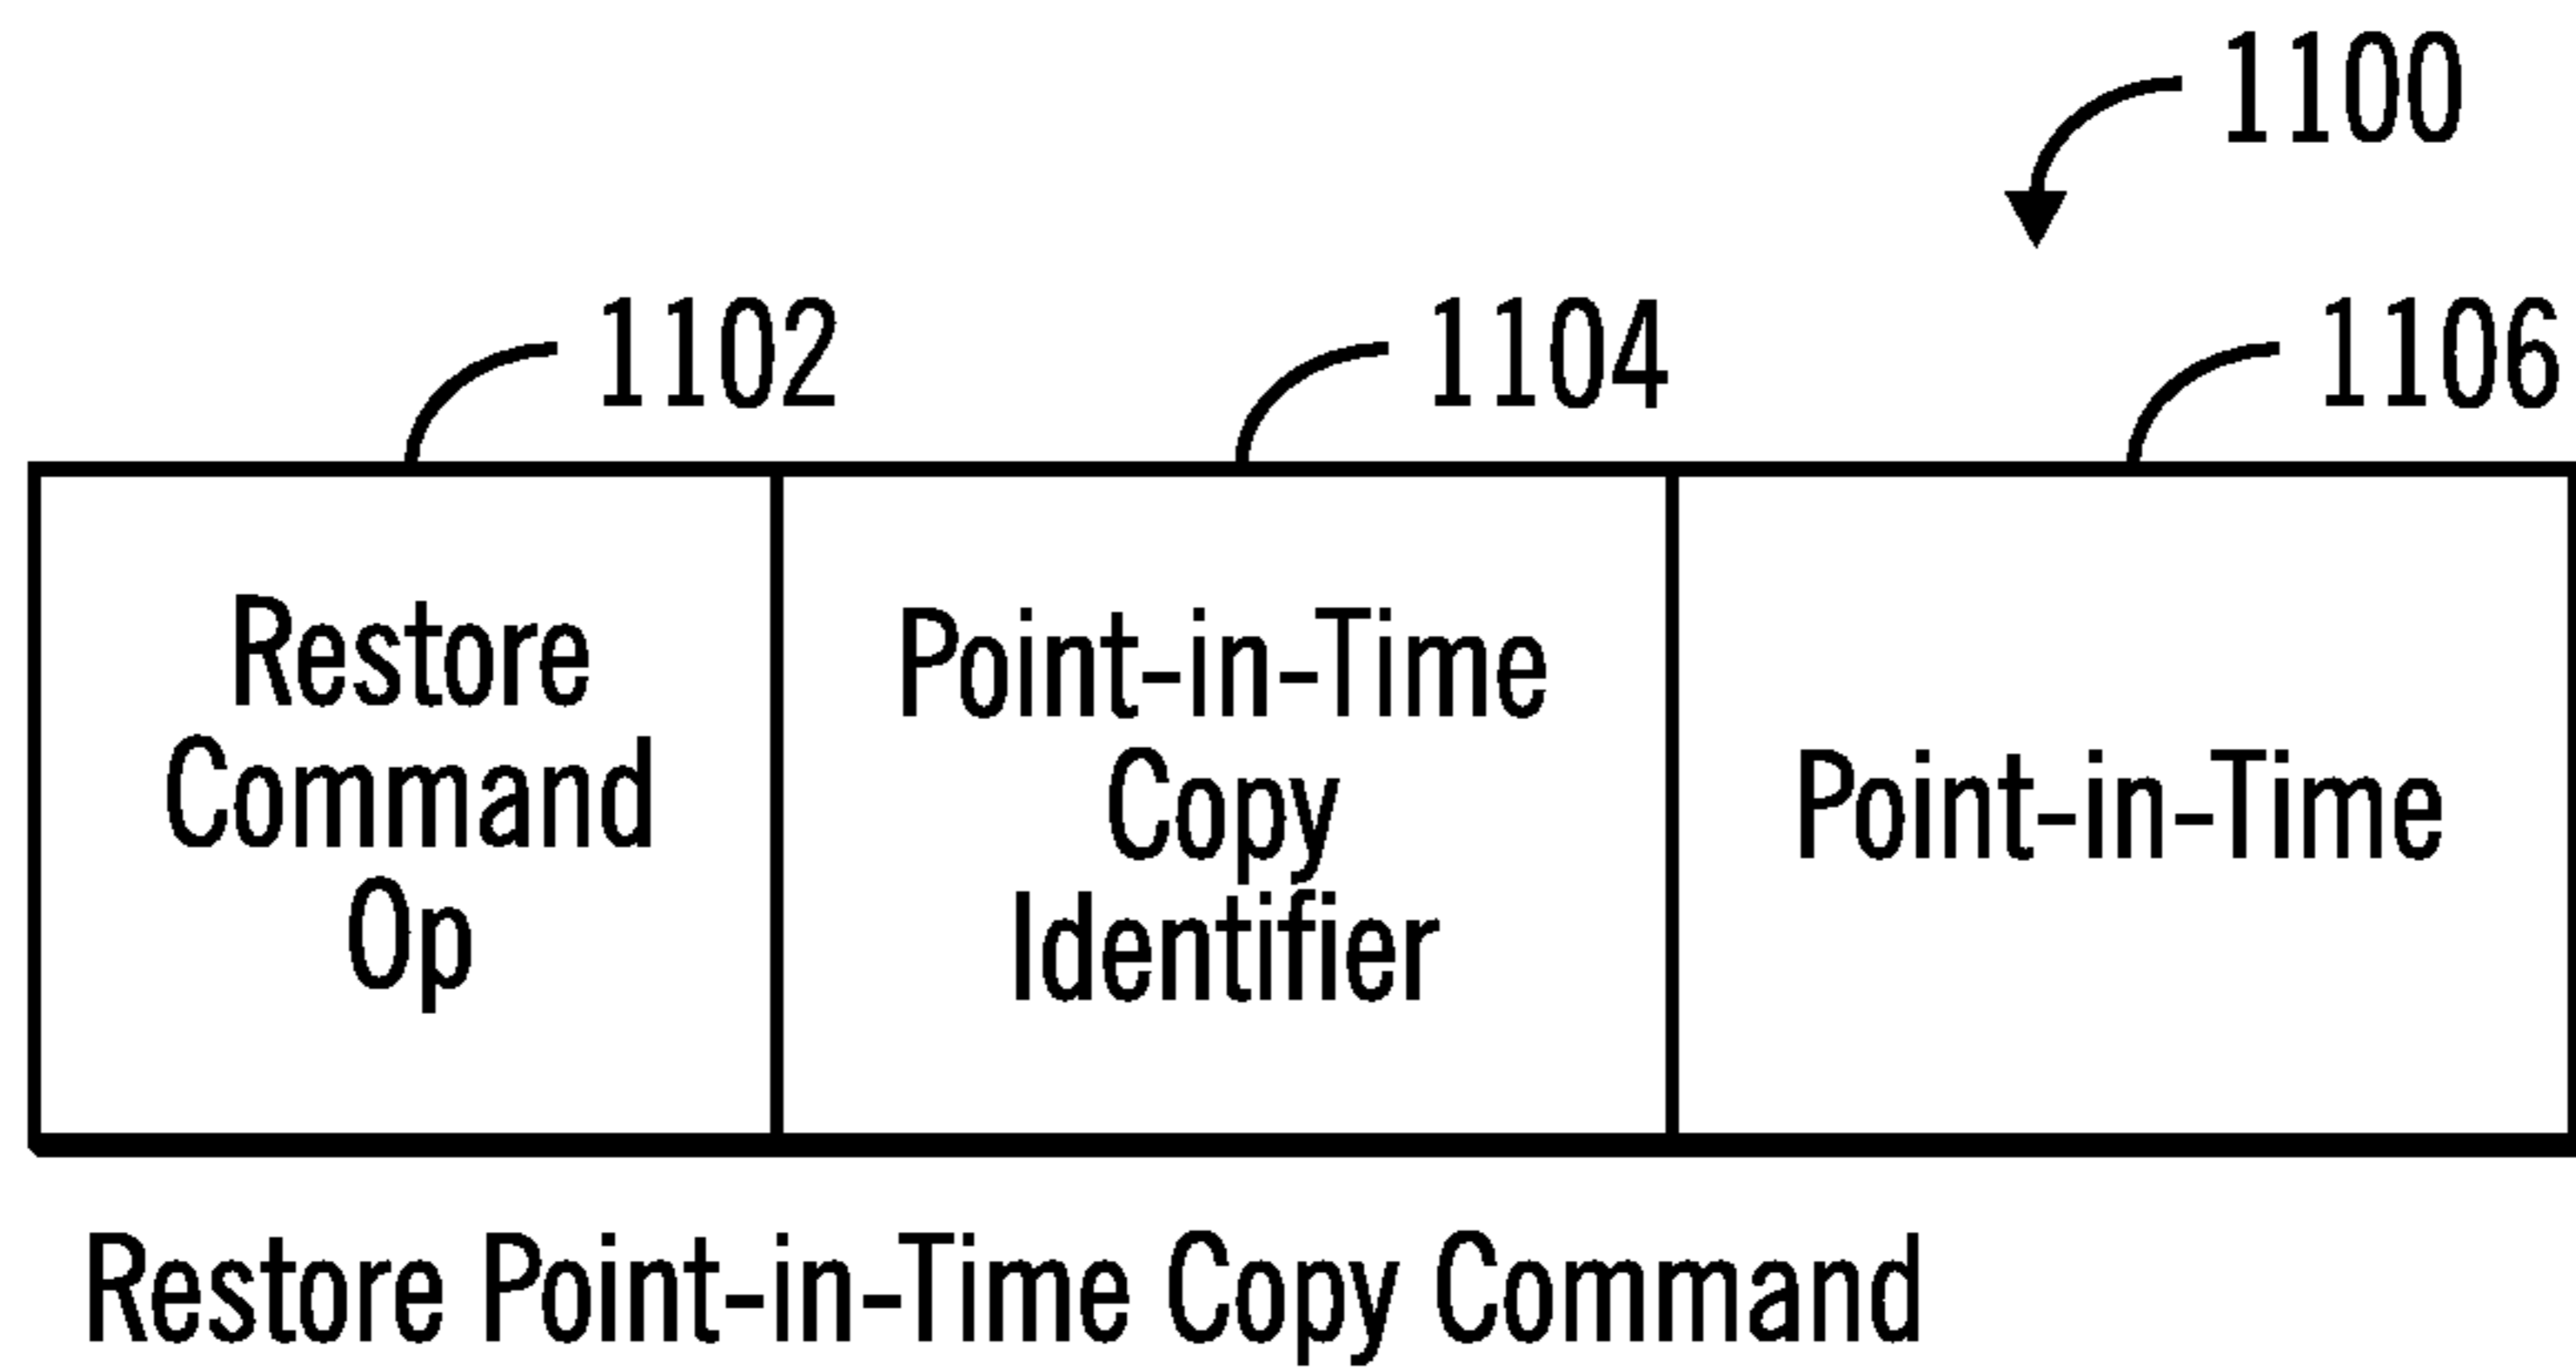 1100
1102
1104
1106
Restore
Command
Op
Point-in-Time
Copy
Identifier
Point-in-Time
Restore Point-in-Time Copy Command